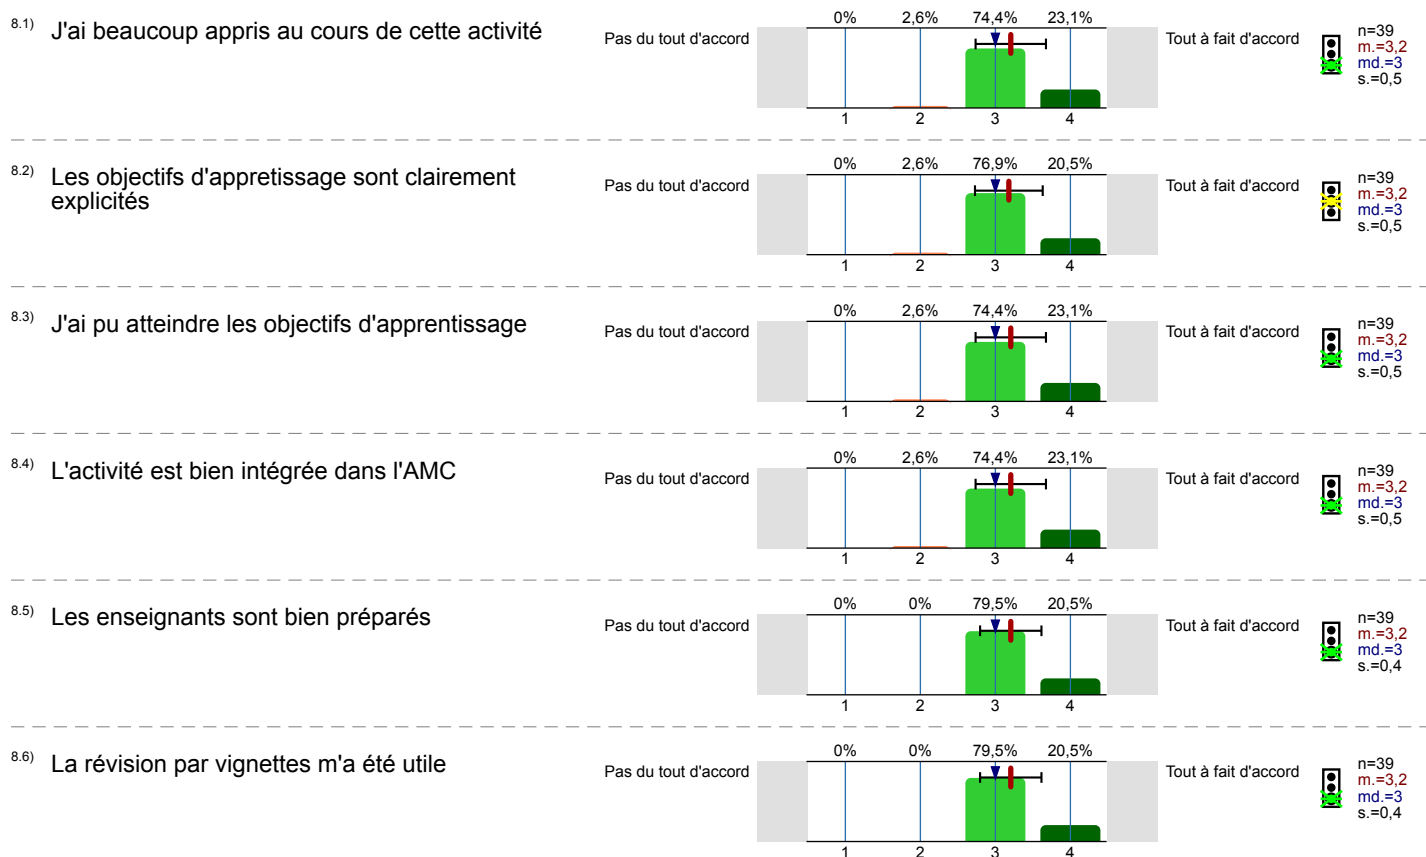 8.1) J'ai beaucoup appris au cours de cette activité
Pas du tout d'accord
0% 2,6% 74,4% 23,1%
1 2 3 4
Tout à fait d'accord
n=39
m.=3,2
md.=3
s.=0,5
8.2) Les objectifs d'appretissage sont clairement
explicités
Pas du tout d'accord
0% 2,6% 76,9% 20,5%
1 2 3 4
Tout à fait d'accord
n=39
m.=3,2
md.=3
s.=0,5
8.3) J'ai pu atteindre les objectifs d'apprentissage
Pas du tout d'accord
0% 2,6% 74,4% 23,1%
1 2 3 4
Tout à fait d'accord
n=39
m.=3,2
md.=3
s.=0,5
8.4) L'activité est bien intégrée dans l'AMC
Pas du tout d'accord
0% 2,6% 74,4% 23,1%
1 2 3 4
Tout à fait d'accord
n=39
m.=3,2
md.=3
s.=0,5
8.5) Les enseignants sont bien préparés
Pas du tout d'accord
0% 0% 79,5% 20,5%
1 2 3 4
Tout à fait d'accord
n=39
m.=3,2
md.=3
s.=0,4
8.6) La révision par vignettes m'a été utile
Pas du tout d'accord
0% 0% 79,5% 20,5%
1 2 3 4
Tout à fait d'accord
n=39
m.=3,2
md.=3
s.=0,4